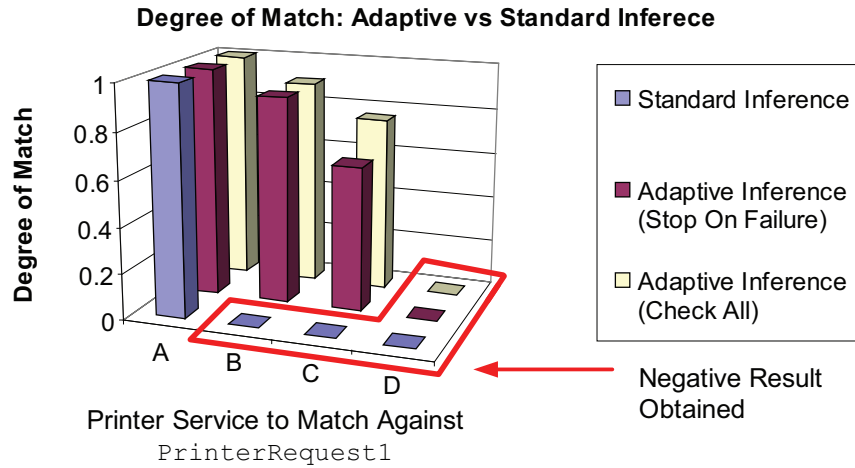 Degree of Match: Adaptive vs Standard Inferece
Degree of Match
1
0.8
0.6
0.4
0.2
0
A
B
C
D
Printer Service to Match Against
PrinterRequest1
Standard Inference
Adaptive Inference
(Stop On Failure)
Adaptive Inference
(Check All)
Negative Result
Obtained